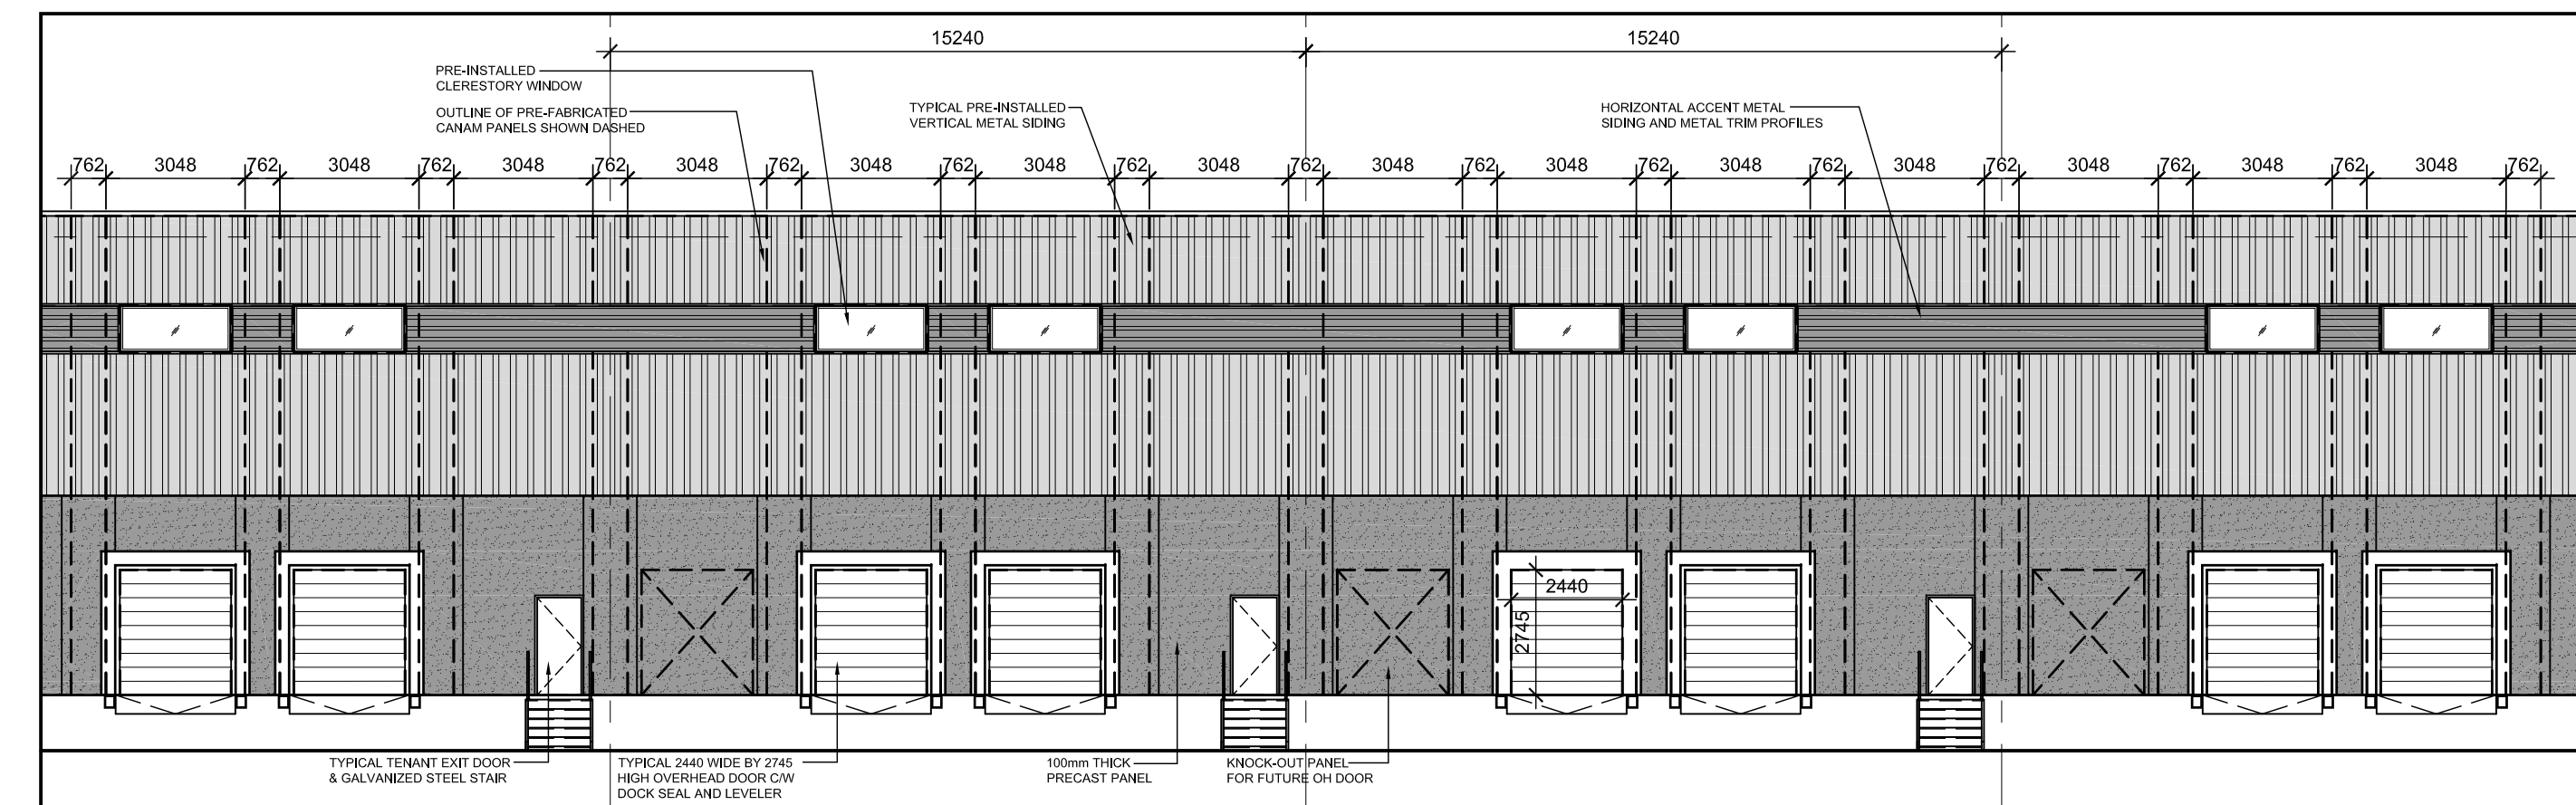 15240
15240
PRE-INSTALLED
CLERESTORY WINDOW
OUTLINE OF PRE-FABRICATED
CANAM PANELS SHOWN DASHED
TYPICAL PRE-INSTALLED
VERTICAL METAL SIDING
HORIZONTAL ACCENT METAL
SIDING AND METAL TRIM PROFILES
762 3048 762 3048 762 3048 762 3048 762 3048 762 3048 762 3048 762 3048 762 3048 762 3048 762 3048 762 3048 762 3048 762 3048 762
2440
2745
TYPICAL TENANT EXIT DOOR
& GALVANIZED STEEL STAIR
TYPICAL 2440 WIDE BY 2745
HIGH OVERHEAD DOOR C/W
DOCK SEAL AND LEVELER
100mm THICK
PRECAST PANEL
KNOCK-OUT PANEL
FOR FUTURE OH DOOR